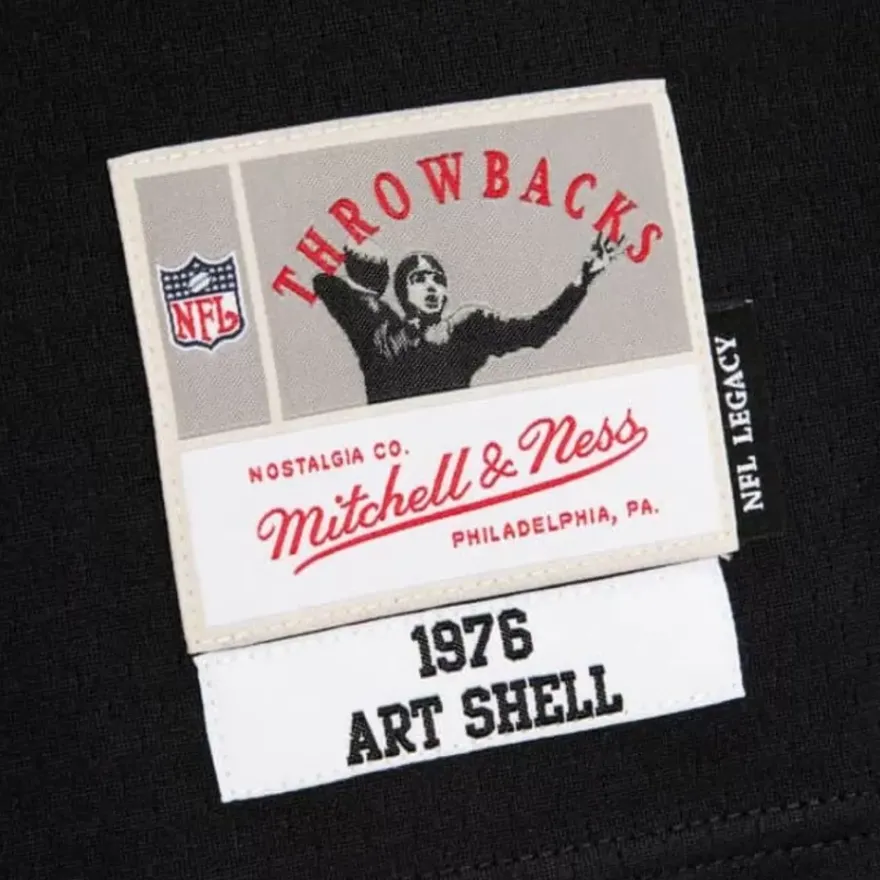 THROWBACKS
NFL
NOSTALGIA CO.
Mitchell & Ness
PHILADELPHIA, PA.
NFL LEGACY
1976
ART SHELL